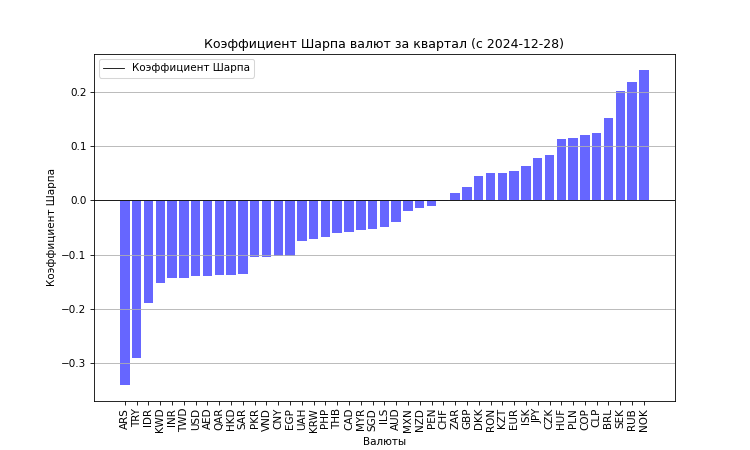 Коэффициент Шарпа валют за квартал (с 2024-12-28)
Коэффициент Шарпа
Коэффициент Шарпа
0.2
0.1
0.0
−0.1
−0.2
−0.3
ARS
TRY
IDR
KWD
INR
TWD
USD
AED
QAR
HKD
SAR
PKR
VND
CNY
EGP
UAH
KRW
PHP
THB
CAD
MYR
SGD
ILS
AUD
MXN
NZD
PEN
CHF
ZAR
GBP
DKK
RON
KZT
EUR
ISK
JPY
CZK
HUF
PLN
COP
CLP
BRL
SEK
RUB
NOK
Валюты